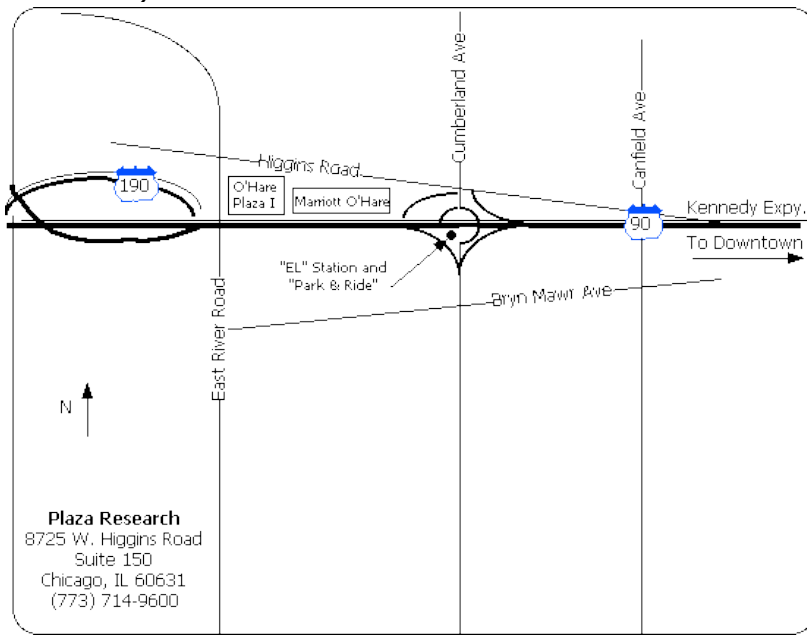 Cumberland Ave
Canfield Ave
Higgins Road
190
O'Hare
Plaza I
Marriott O'Hare
90
Kennedy Expy.
To Downtown
"EL" Station and
"Park & Ride"
East River Road
Bryn Mawr Ave
N
Plaza Research
8725 W. Higgins Road
Suite 150
Chicago, IL 60631
(773) 714-9600